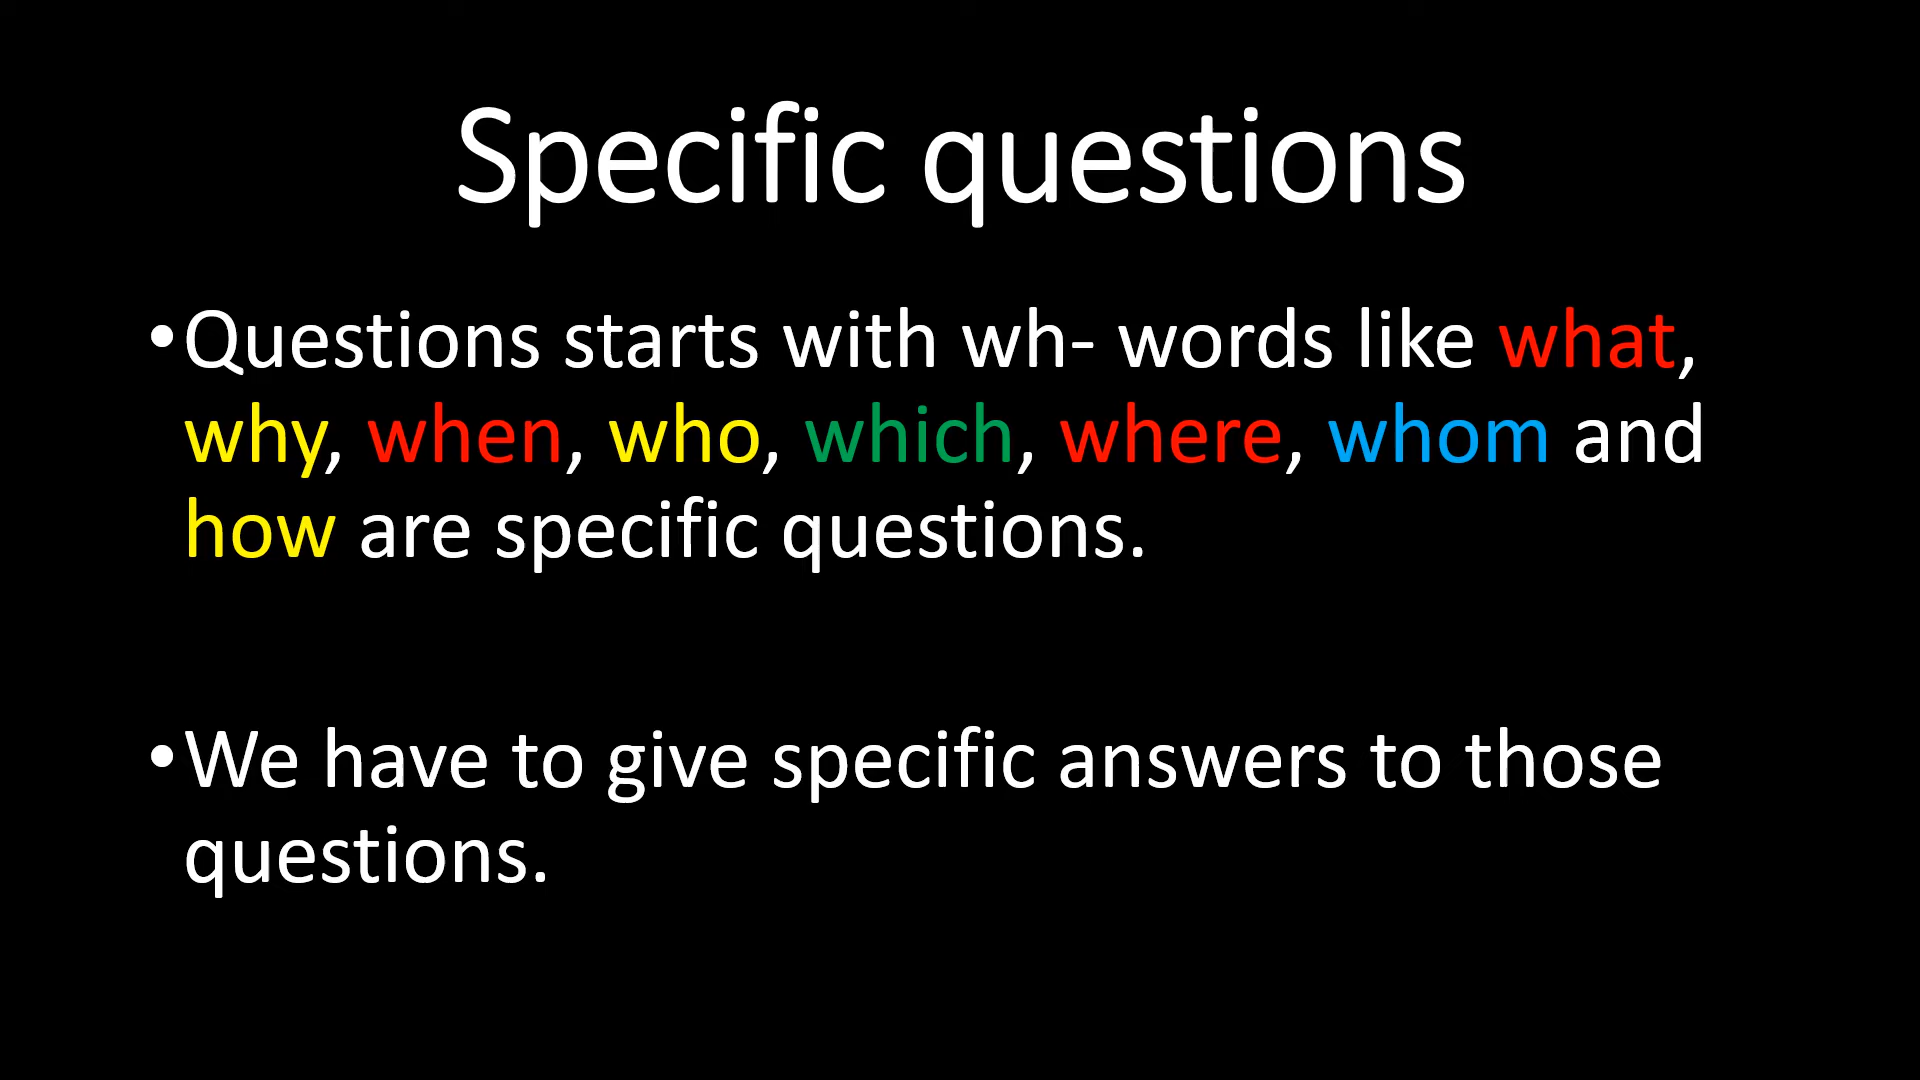 Specific questions
•Questions starts with wh- words like what,
why, when, who, which, where, whom and
how are specific questions.
•We have to give specific answers to those
questions.